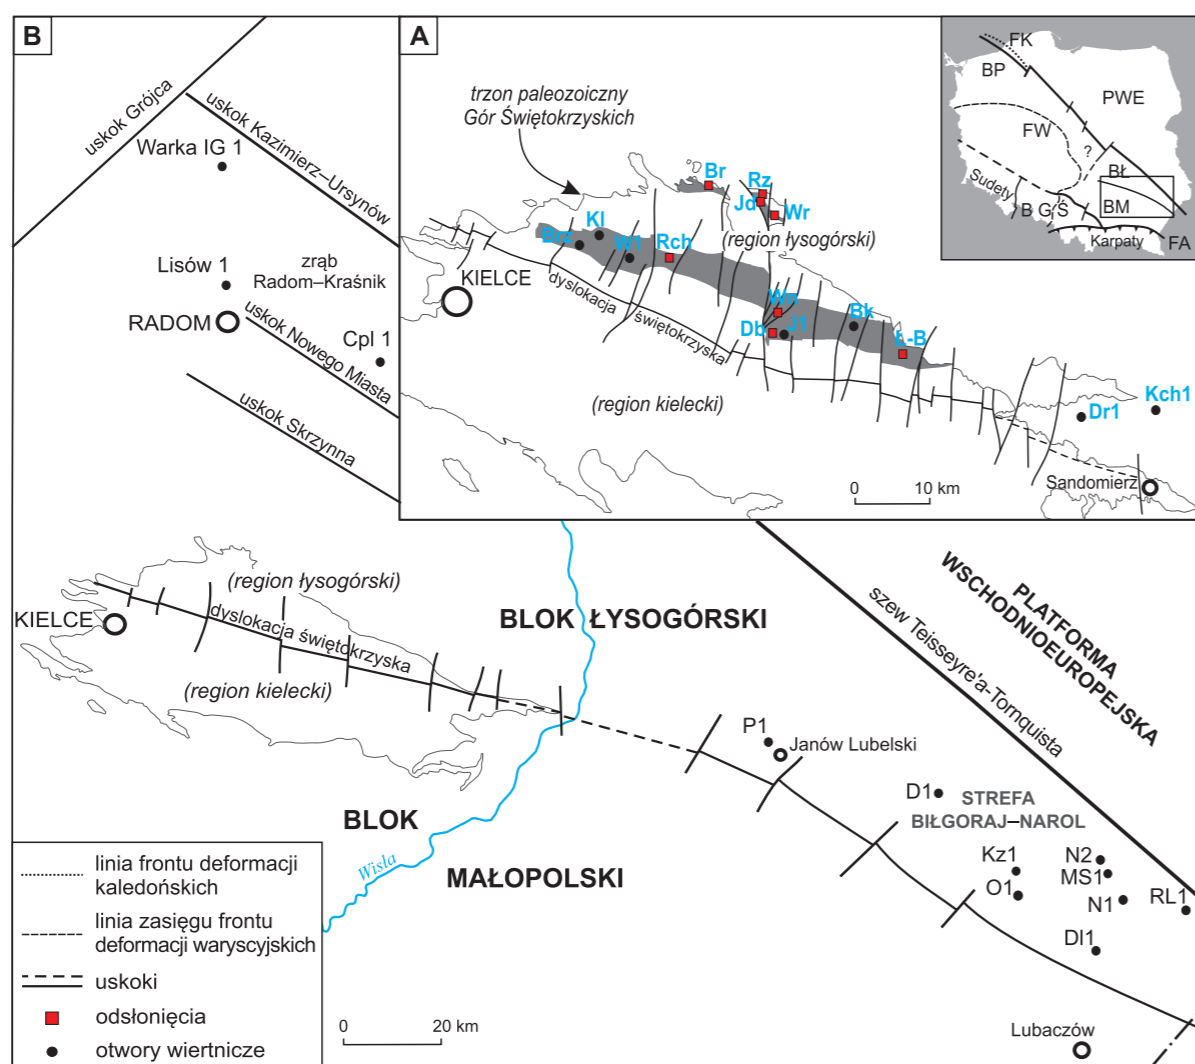 B
uskok Grójca
uskok Kazimierz–Ursynów
Warka IG 1
Lisów 1
zrąb
Radom–Kraśnik
RADOM
uskok Nowego Miasta
Cpl 1
uskok Skrzynna
A
trzon paleozoiczny
Gór Świętokrzyskich
Br
Rz
Jd
Wr
(region łysogórski)
Kl
Brz
W1
Rch
KIELCE
dyslokacja
świętokrzyska
Wn
Db
J1
Bk
Ł-B
(region kielecki)
Dr1
Kch1
Sandomierz
0
10 km
FK
BP
PWE
FW
?
BŁ
Sudety
B G Ś
BM
Karpaty
FA
(region łysogórski)
KIELCE
dyslokacja świętokrzyska
(region kielecki)
BLOK ŁYSOGÓRSKI
szew Teisseyre'a-Tornquista
PLATFORMA
WSCHODNIOEUROPEJSKA
P1
Janów Lubelski
BLOK
MAŁOPOLSKI
Wisła
D1
STREFA
BIŁGORAJ–NAROL
Kz1
O1
N2
MS1
N1
RL1
Dl1
Lubaczów
linia frontu deformacji
kaledońskich
linia zasięgu frontu
deformacji waryscyjskich
uskoki
odsłonięcia
otwory wiertnicze
0
20 km